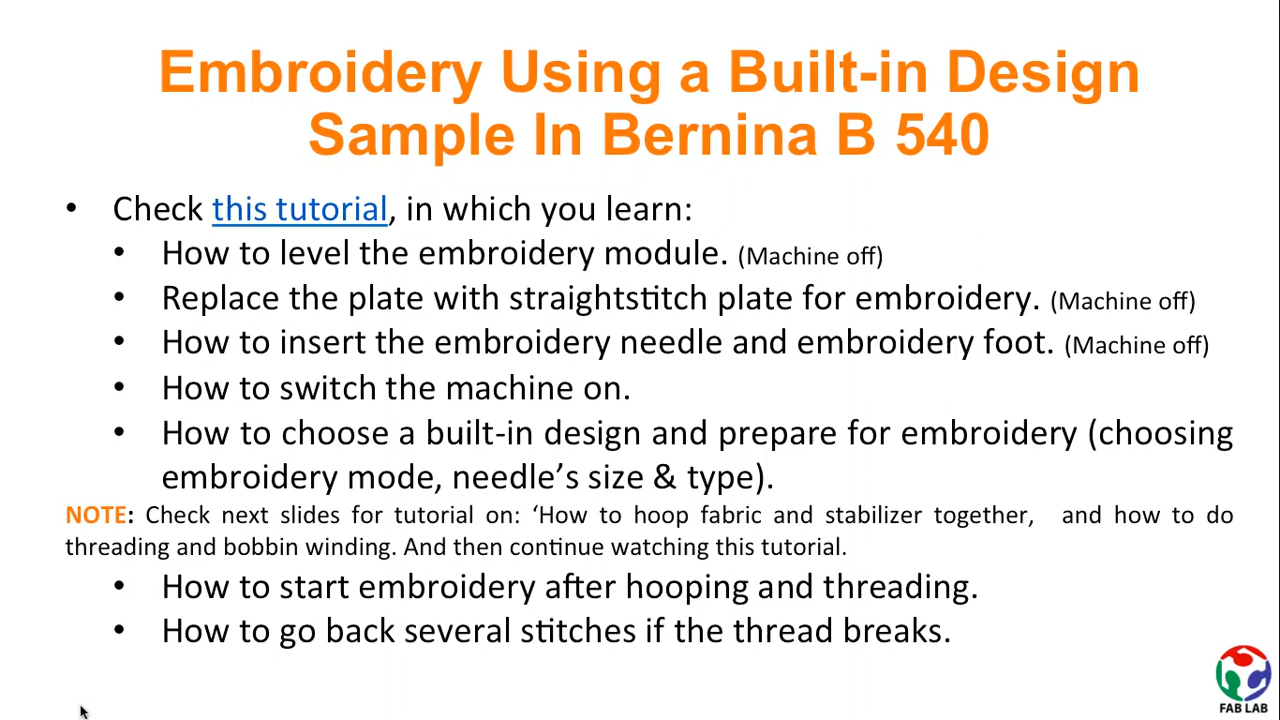 Embroidery Using a Built-in Design
Sample In Bernina B 540
• Check this tutorial, in which you learn:
• How to level the embroidery module. (Machine off)
• Replace the plate with straightstitch plate for embroidery. (Machine off)
• How to insert the embroidery needle and embroidery foot. (Machine off)
• How to switch the machine on.
• How to choose a built-in design and prepare for embroidery (choosing
embroidery mode, needle’s size & type).
NOTE: Check next slides for tutorial on: ‘How to hoop fabric and stabilizer together, and how to do
threading and bobbin winding. And then continue watching this tutorial.
• How to start embroidery after hooping and threading.
• How to go back several stitches if the thread breaks.
FAB LAB